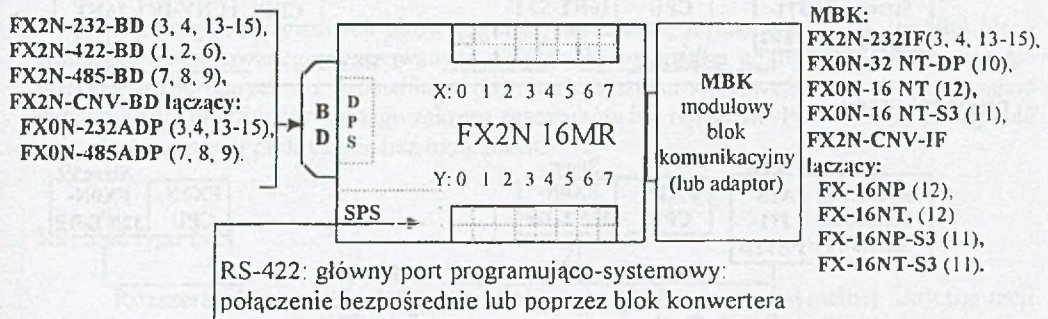 FX2N-232-BD (3, 4, 13-15),
FX2N-422-BD (1, 2, 6),
FX2N-485-BD (7, 8, 9),
FX2N-CNV-BD łączący:
FX0N-232ADP (3,4,13-15),
FX0N-485ADP (7, 8, 9).
B D
D P S
X: 0 1 2 3 4 5 6 7
FX2N 16MR
Y: 0 1 2 3 4 5 6 7
SPS
MBK
modułowy
blok
komunikacyjny
(lub adaptor)
MBK:
FX2N-232IF(3, 4, 13-15)
FX0N-32 NT-DP (10),
FX0N-16 NT (12),
FX0N-16 NT-S3 (11),
FX2N-CNV-IF
łączący:
FX-16NP (12),
FX-16NT, (12)
FX-16NP-S3 (11),
FX-16NT-S3 (11).
RS-422: główny port programująco-systemowy:
połączenie bezpośrednie lub poprzez blok konwertera